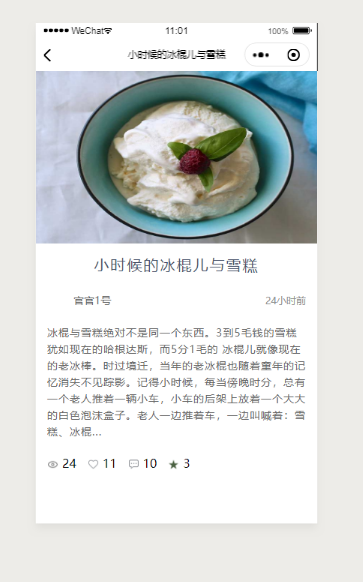 WeChat 11:01 100%
小时候的冰棍儿与雪糕
小时候的冰棍儿与雪糕
官官1号 24小时前
冰棍与雪糕绝对不是同一个东西。3到5毛钱的雪糕
犹如现在的哈根达斯，而5分1毛的 冰棍儿就像现在
的老冰棒。时过境迁，当年的老冰棍也随着童年的记
忆消失不见踪影。记得小时候，每当傍晚时分，总有
一个老人推着一辆小车，小车的后架上放着一个大大
的白色泡沫盒子。老人一边推着车，一边叫喊着：雪
糕、冰棍...
24 11 10 3